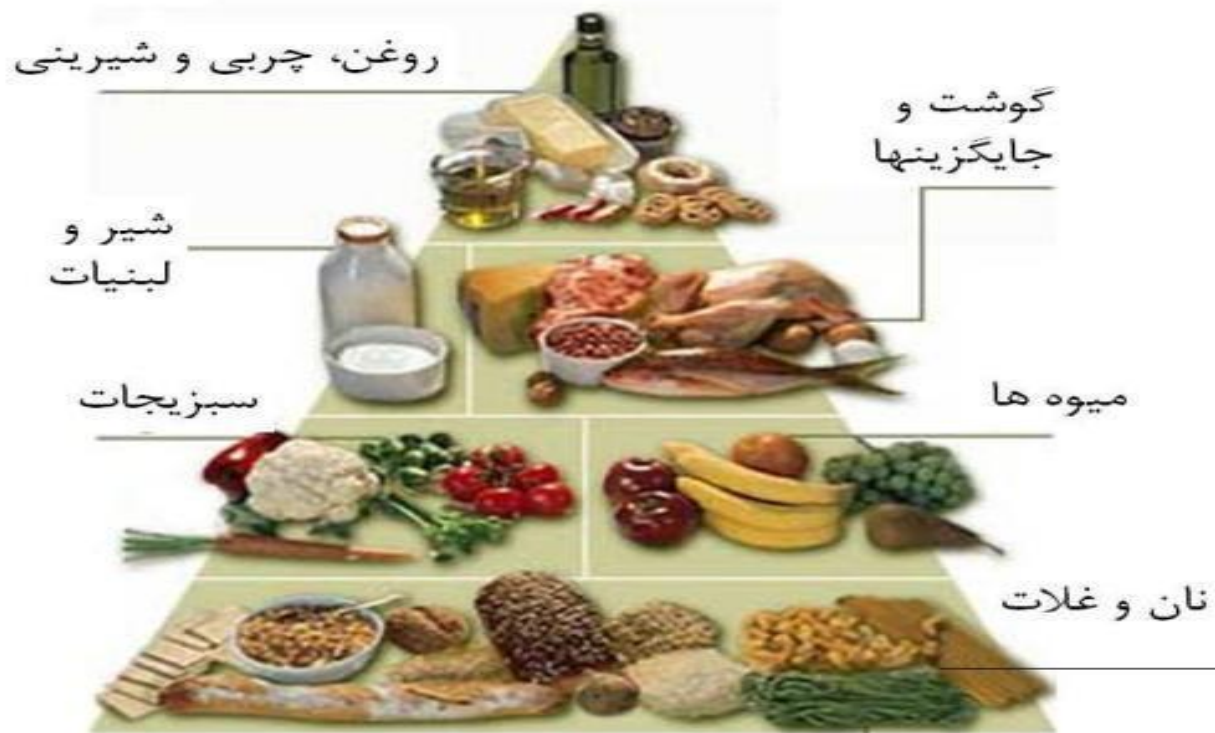 روغن، چربی و شیرینی
گوشت و
جایگزینها
شیر و
لبنیات
میوه ها
سبزیجات
نان و غلات